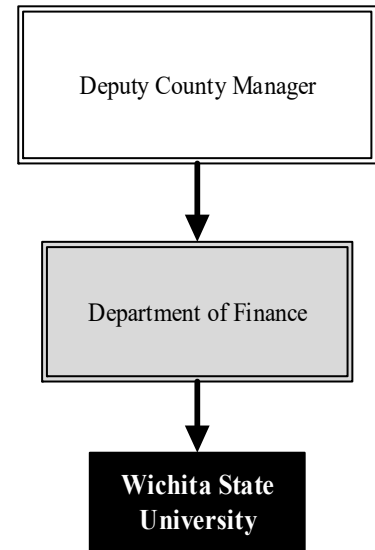 Deputy County Manager
Department of Finance
Wichita State
University